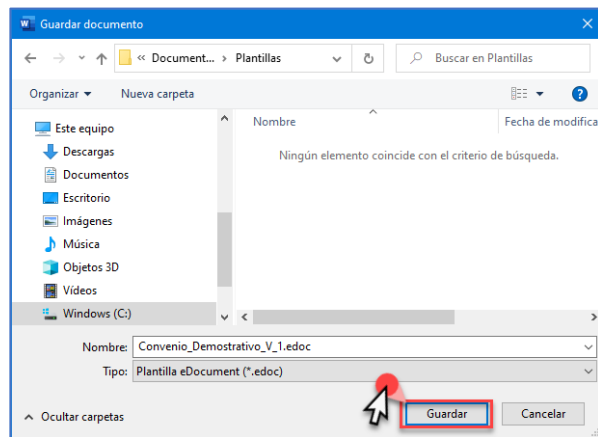 Guardar documento
« Document... > Plantillas
Buscar en Plantillas
Organizar
Nueva carpeta
Este equipo
Descargas
Documentos
Escritorio
Imágenes
Música
Objetos 3D
Vídeos
Windows (C:)
Nombre
Fecha de modifica
Ningún elemento coincide con el criterio de búsqueda.
Nombre: Convenio_Demostrativo_V_1.edoc
Tipo: Plantilla eDocument (*.edoc)
Ocultar carpetas
Guardar
Cancelar